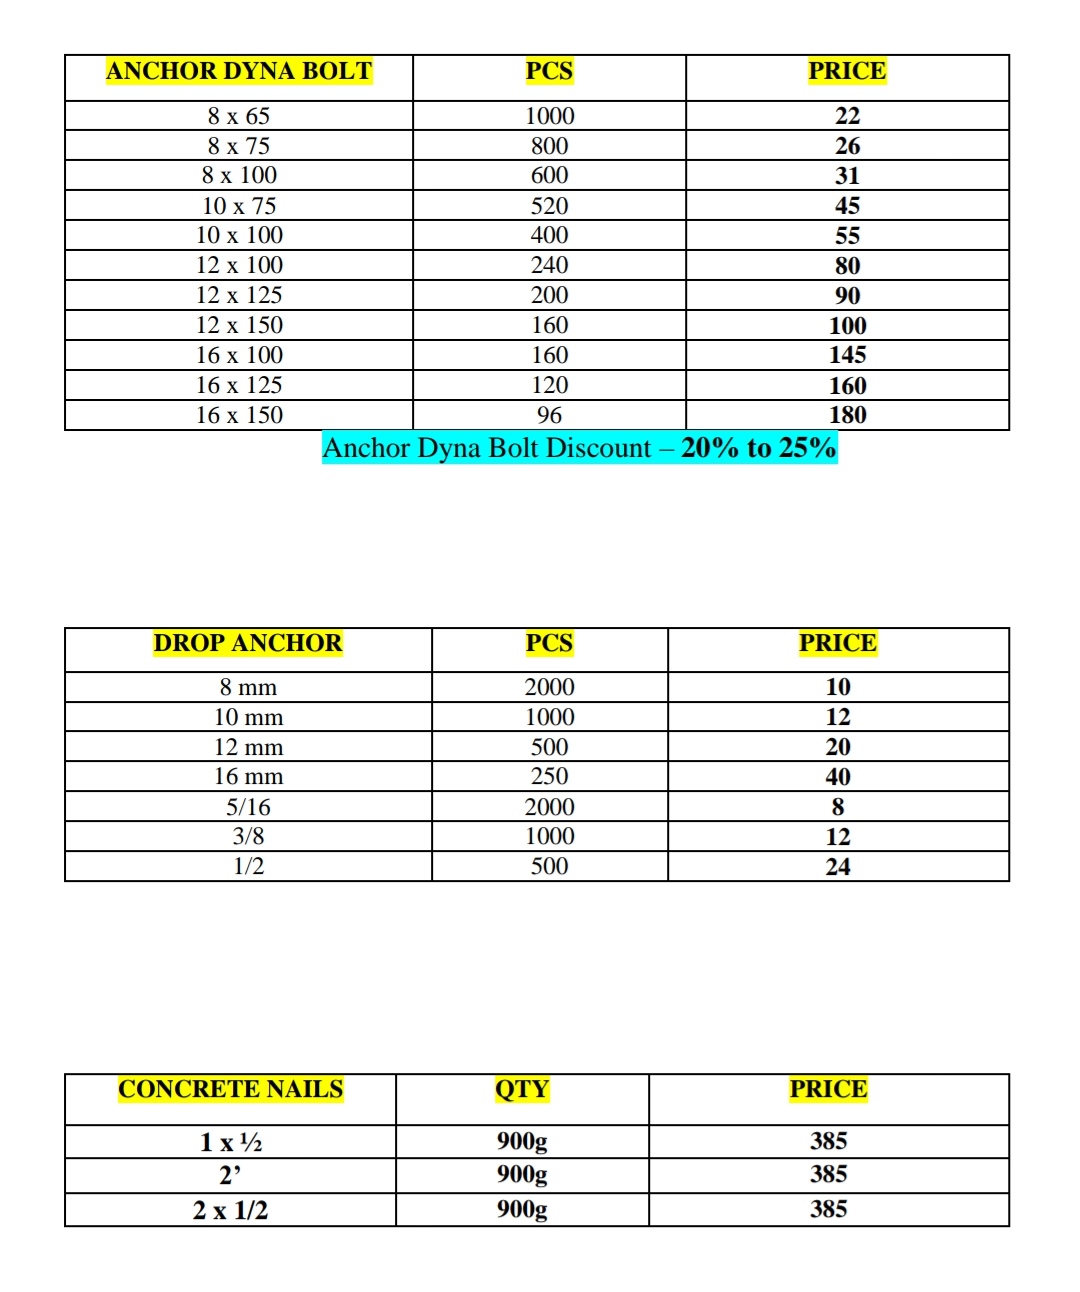 ANCHOR DYNA BOLT PCS PRICE
8 x 65 1000 22
8 x 75 800 26
8 x 100 600 31
10 x 75 520 45
10 x 100 400 55
12 x 100 240 80
12 x 125 200 90
12 x 150 160 100
16 x 100 160 145
16 x 125 120 160
16 x 150 96 180
Anchor Dyna Bolt Discount – 20% to 25%
DROP ANCHOR PCS PRICE
8 mm 2000 10
10 mm 1000 12
12 mm 500 20
16 mm 250 40
5/16 2000 8
3/8 1000 12
1/2 500 24
CONCRETE NAILS QTY PRICE
1 x ½ 900g 385
2’ 900g 385
2 x 1/2 900g 385